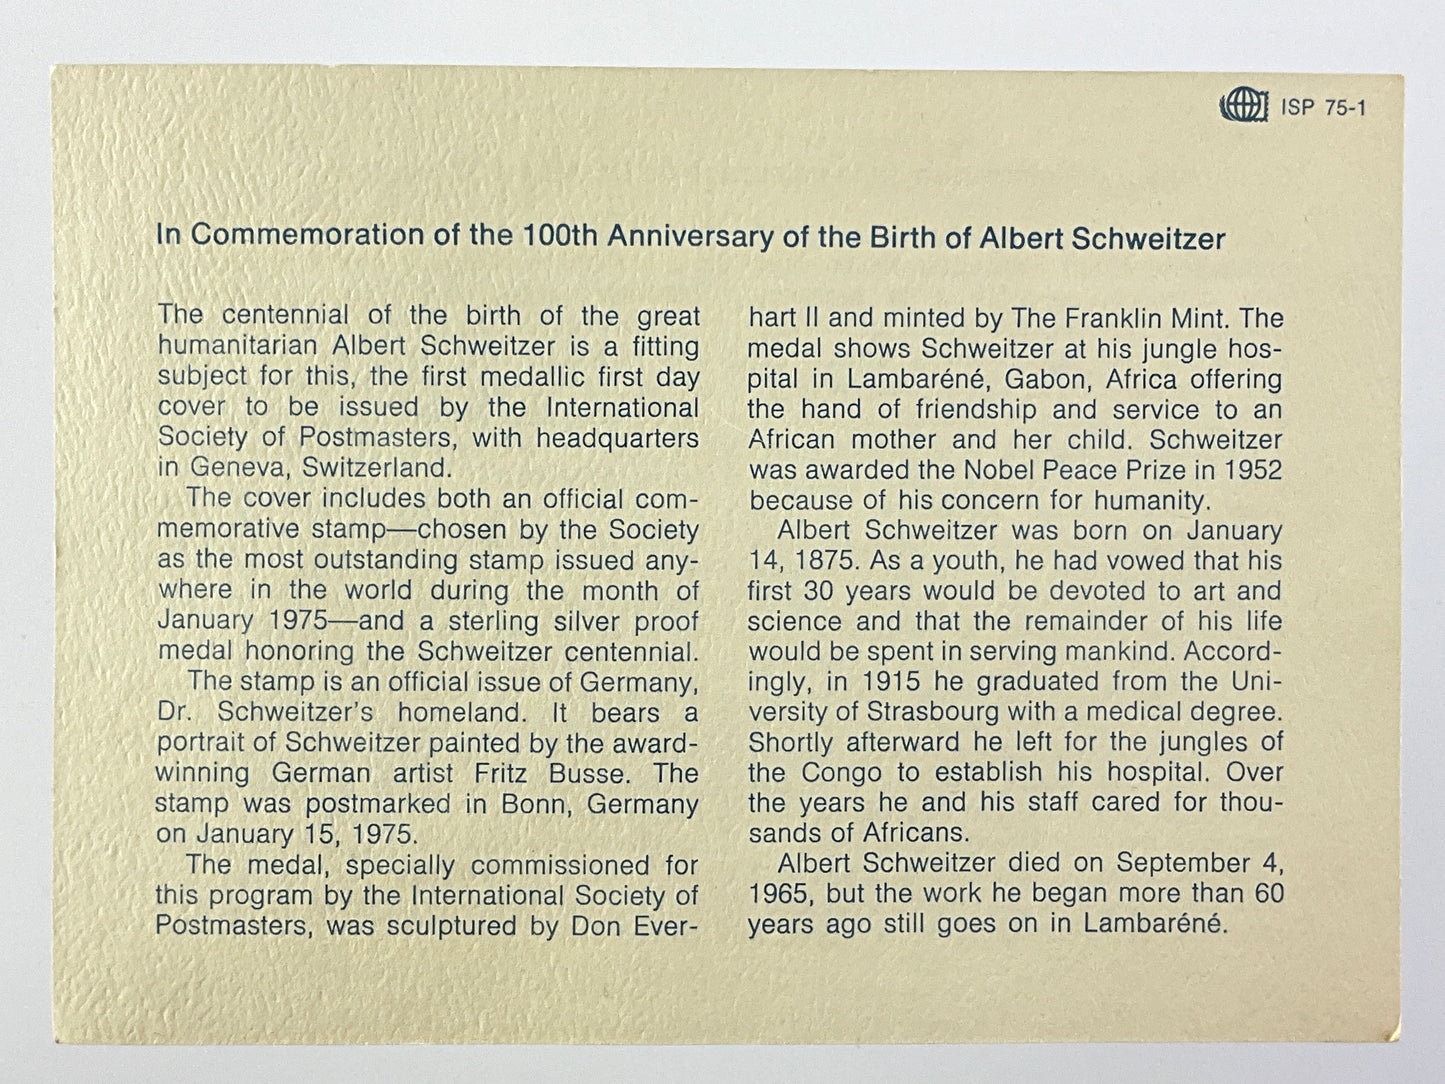 ISP 75-1
In Commemoration of the 100th Anniversary of the Birth of Albert Schweitzer
The centennial of the birth of the great
humanitarian Albert Schweitzer is a fitting
subject for this, the first medallic first day
cover to be issued by the International
Society of Postmasters, with headquarters
in Geneva, Switzerland.
The cover includes both an official com-
memorative stamp—chosen by the Society
as the most outstanding stamp issued any-
where in the world during the month of
January 1975—and a sterling silver proof
medal honoring the Schweitzer centennial.
The stamp is an official issue of Germany,
Dr. Schweitzer's homeland. It bears a
portrait of Schweitzer painted by the award-
winning German artist Fritz Busse. The
stamp was postmarked in Bonn, Germany
on January 15, 1975.
The medal, specially commissioned for
this program by the International Society of
Postmasters, was sculptured by Don Ever-
hart II and minted by The Franklin Mint. The
medal shows Schweitzer at his jungle hos-
pital in Lambaréné, Gabon, Africa offering
the hand of friendship and service to an
African mother and her child. Schweitzer
was awarded the Nobel Peace Prize in 1952
because of his concern for humanity.
Albert Schweitzer was born on January
14, 1875. As a youth, he had vowed that his
first 30 years would be devoted to art and
science and that the remainder of his life
would be spent in serving mankind. Accord-
ingly, in 1915 he graduated from the Uni-
versity of Strasbourg with a medical degree.
Shortly afterward he left for the jungles of
the Congo to establish his hospital. Over
the years he and his staff cared for thou-
sands of Africans.
Albert Schweitzer died on September 4,
1965, but the work he began more than 60
years ago still goes on in Lambaréné.